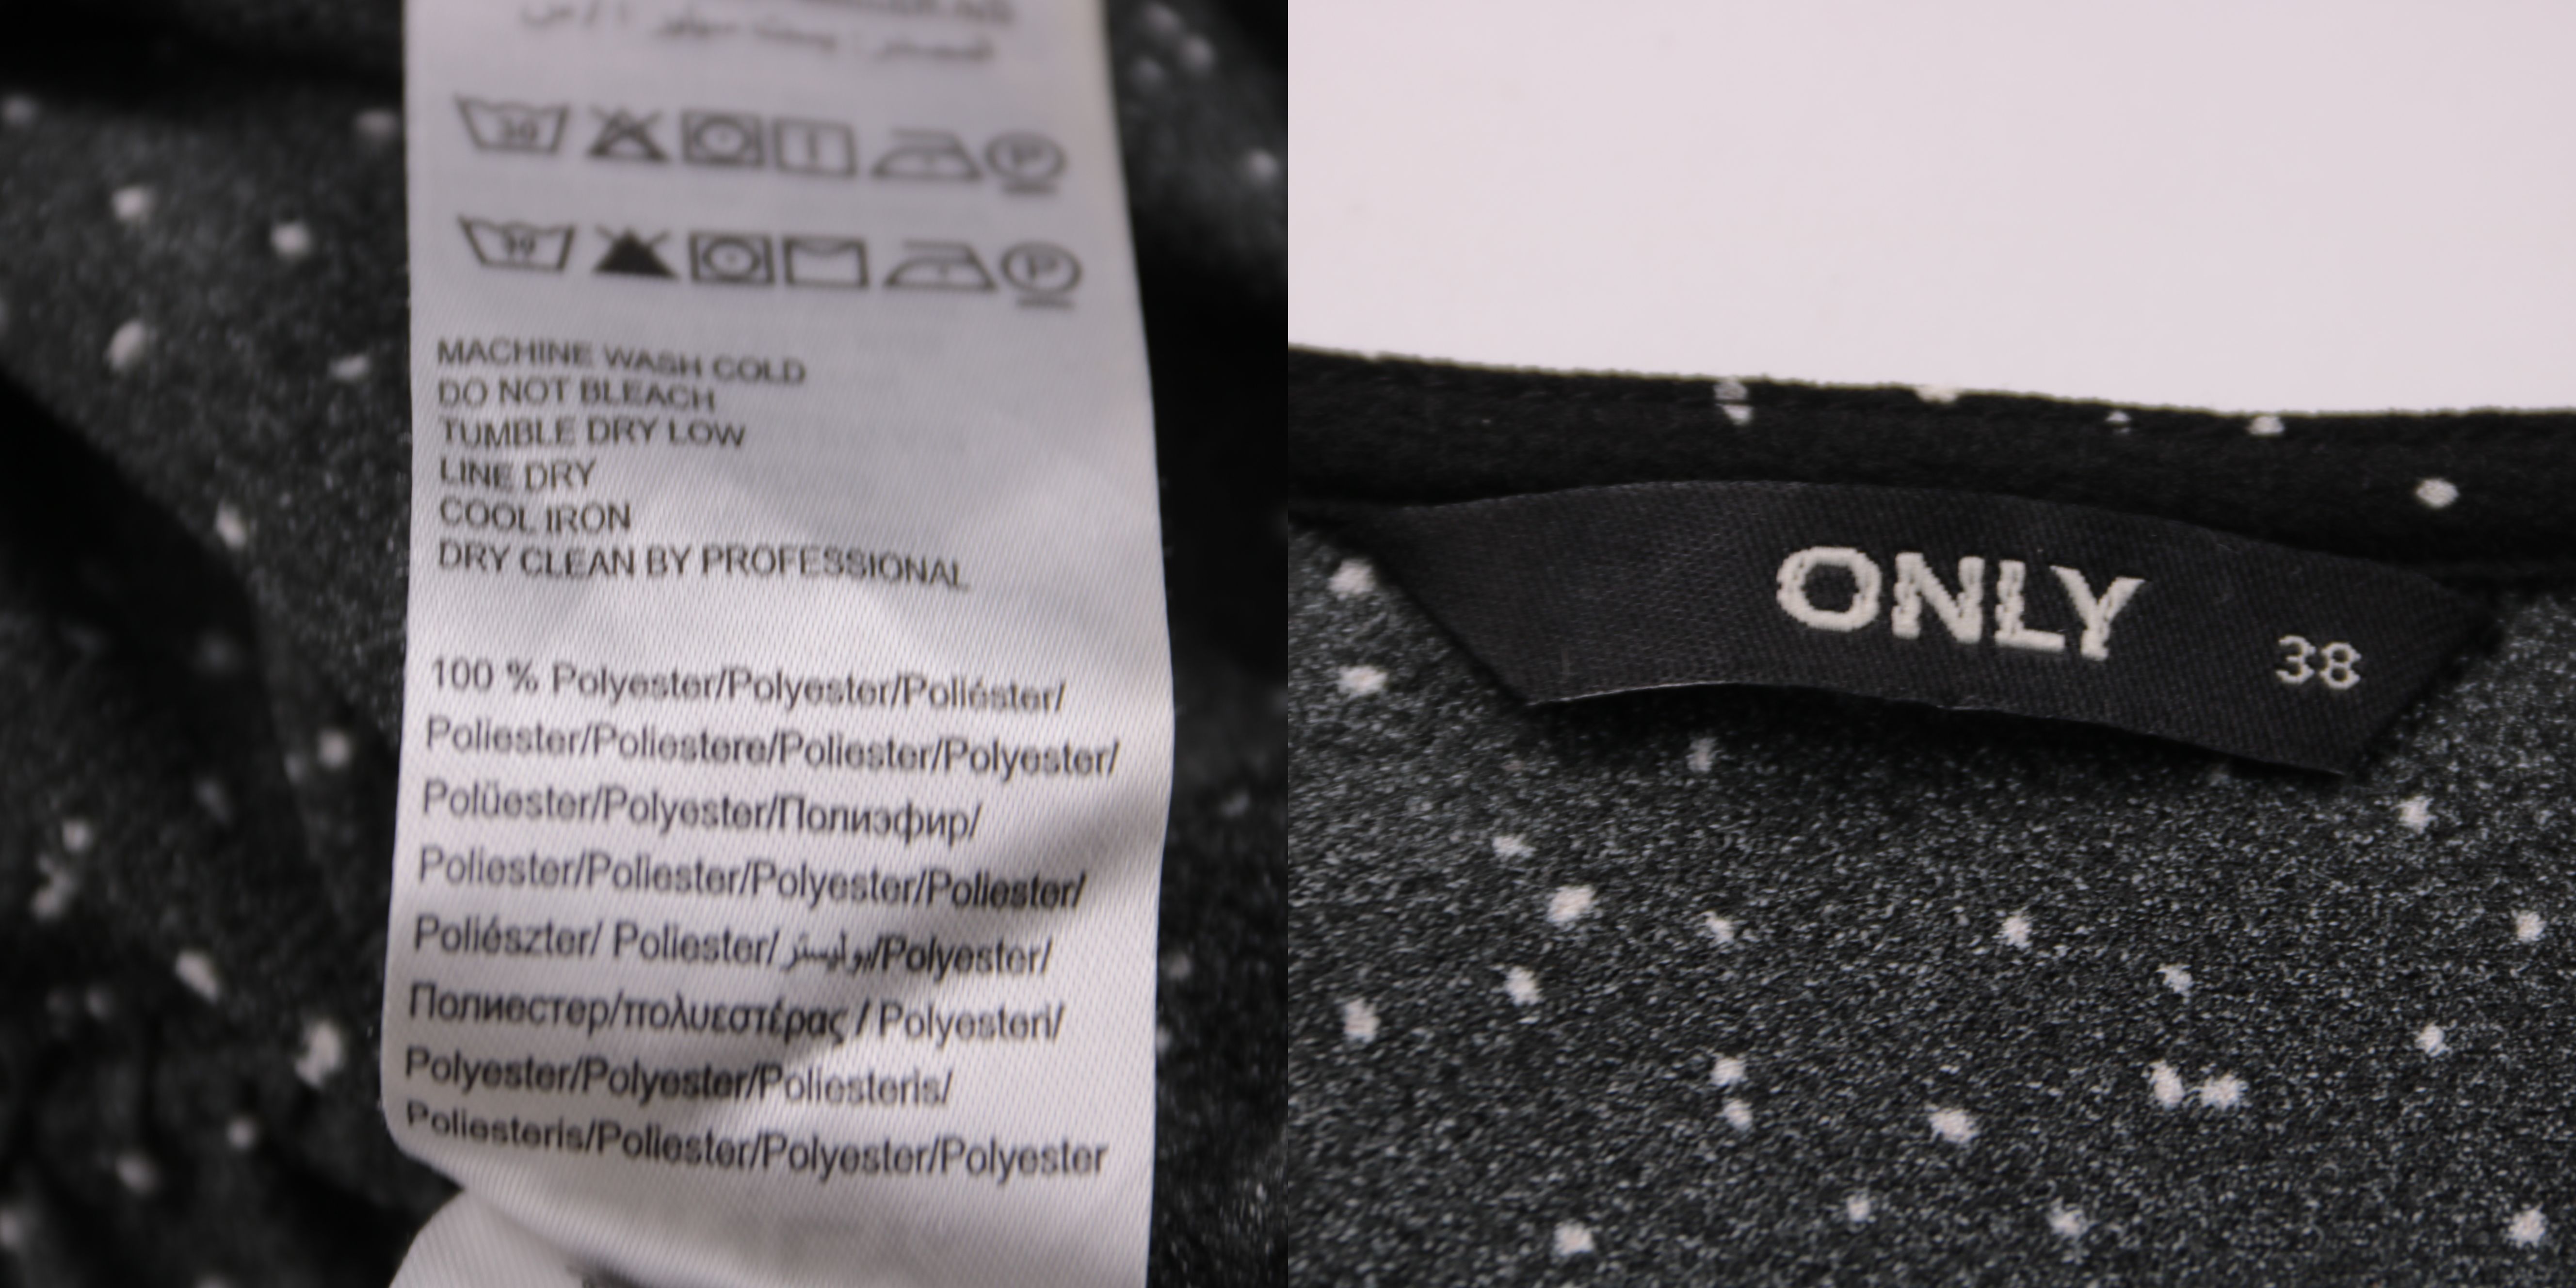 30
P
30
P
MACHINE WASH COLD
DO NOT BLEACH
TUMBLE DRY LOW
LINE DRY
COOL IRON
DRY CLEAN BY PROFESSIONAL
100 % Polyester/Polyester/Poliéster/
Poliester/Poliestere/Poliester/Polyester/
Polüester/Polyester/Полиэфир/
Poliester/Poliester/Polyester/Poliester/
Poliészter/ Poliester/بوليستر/Polyester/
Полиестер/πολυεστέρας / Polyesteri/
Polyester/Polyester/Poliesteris/
Poliesteris/Poliester/Polyester/Polyester
ONLY
38